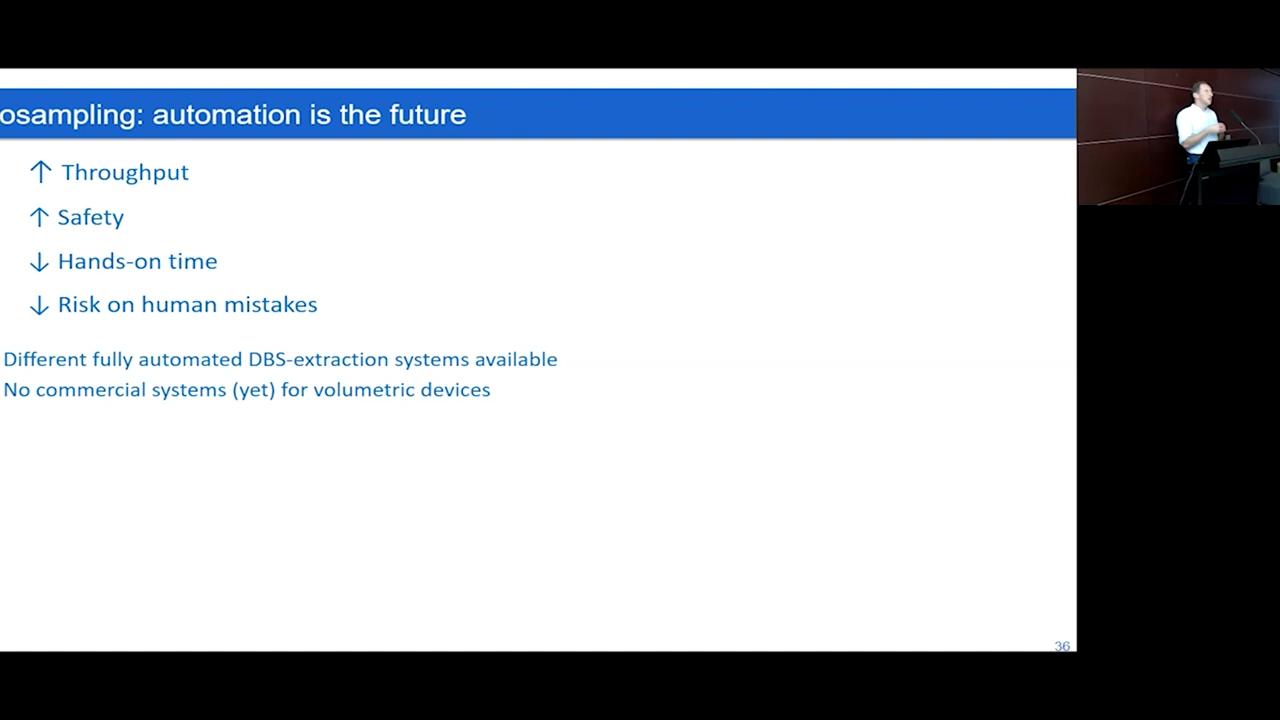 osampling: automation is the future
↑ Throughput
↑ Safety
↓ Hands-on time
↓ Risk on human mistakes
Different fully automated DBS-extraction systems available
No commercial systems (yet) for volumetric devices
36